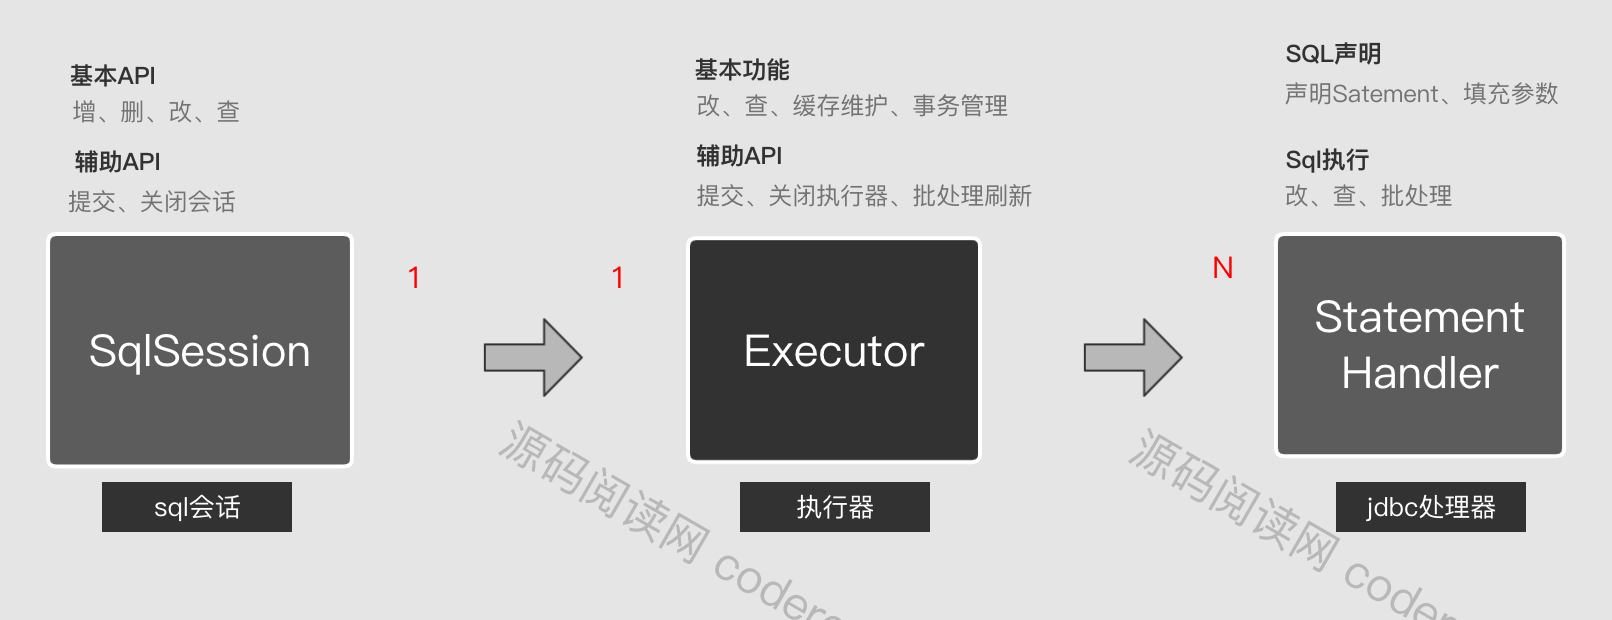 基本API
增、删、改、查
辅助API
提交、关闭会话
SqlSession
sql会话
1
1
基本功能
改、查、缓存维护、事务管理
辅助API
提交、关闭执行器、批处理刷新
Executor
执行器
N
SQL声明
声明Satement、填充参数
Sql执行
改、查、批处理
Statement
Handler
jdbc处理器
源码阅读网
源码阅读网